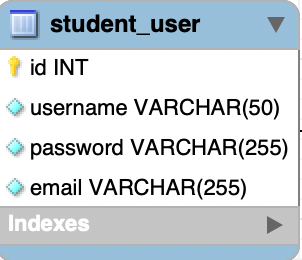 student_user
id INT
username VARCHAR(50)
password VARCHAR(255)
email VARCHAR(255)
Indexes